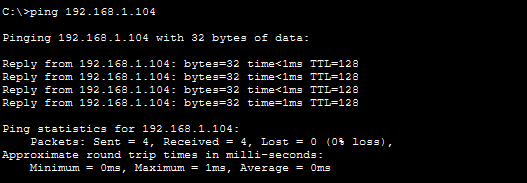 C:\>ping 192.168.1.104
Pinging 192.168.1.104 with 32 bytes of data:
Reply from 192.168.1.104: bytes=32 time<1ms TTL=128
Reply from 192.168.1.104: bytes=32 time<1ms TTL=128
Reply from 192.168.1.104: bytes=32 time<1ms TTL=128
Reply from 192.168.1.104: bytes=32 time=1ms TTL=128
Ping statistics for 192.168.1.104:
    Packets: Sent = 4, Received = 4, Lost = 0 (0% loss),
Approximate round trip times in milli-seconds:
    Minimum = 0ms, Maximum = 1ms, Average = 0ms